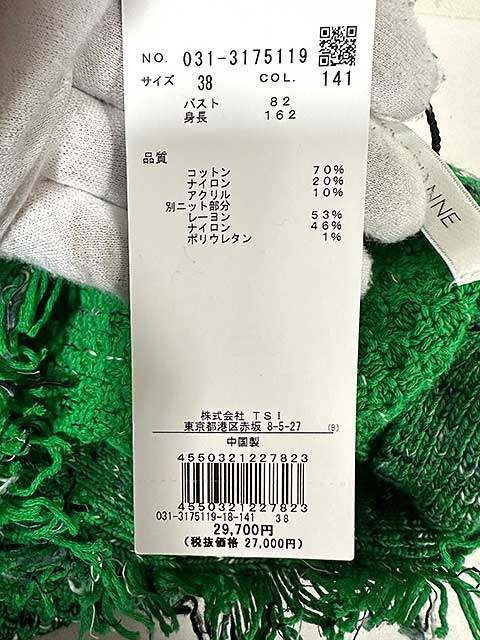 NO. 031-3175119
サイズ 38 COL. 141
バスト 82
身長 162
品質
コットン 70%
ナイロン 20%
アクリル 10%
別ニット部分
レーヨン 53%
ナイロン 46%
ポリウレタン 1%
株式会社 TSI
東京都港区赤坂 8-5-27 (B)
中国製
4550321227823
4550321227823
031-3175119-18-141 38
29,700円
(税抜価格 27,000円)